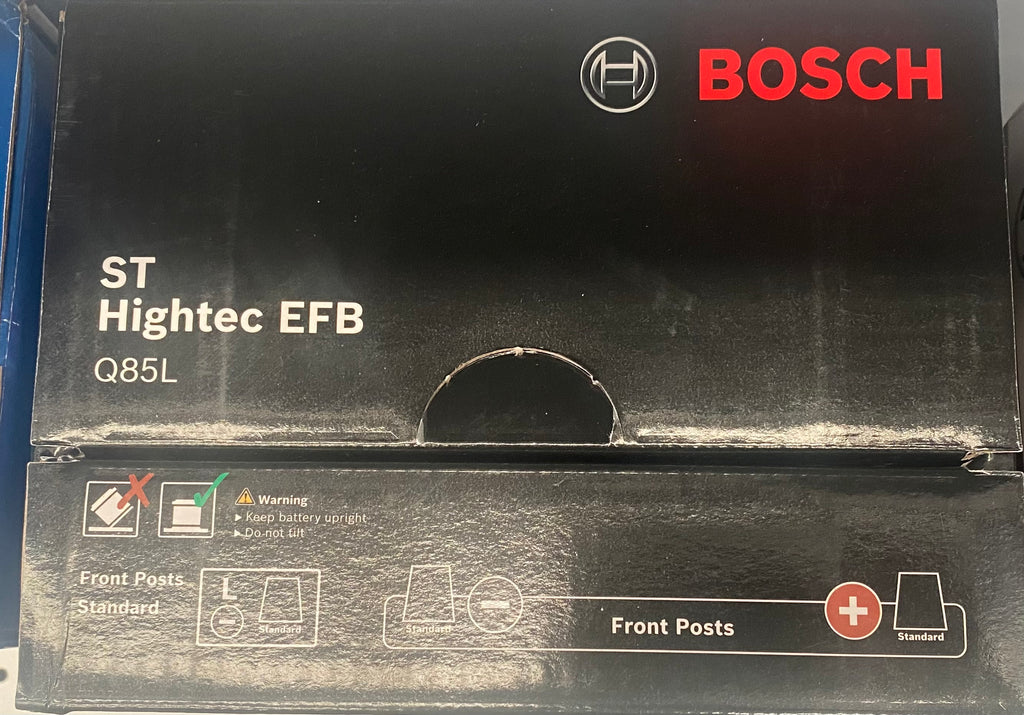 BOSCH
ST
Hightec EFB
Q85L
Warning
Keep battery upright
Do not tilt
Front Posts
Standard
L
Standard
Standard
Front Posts
Standard